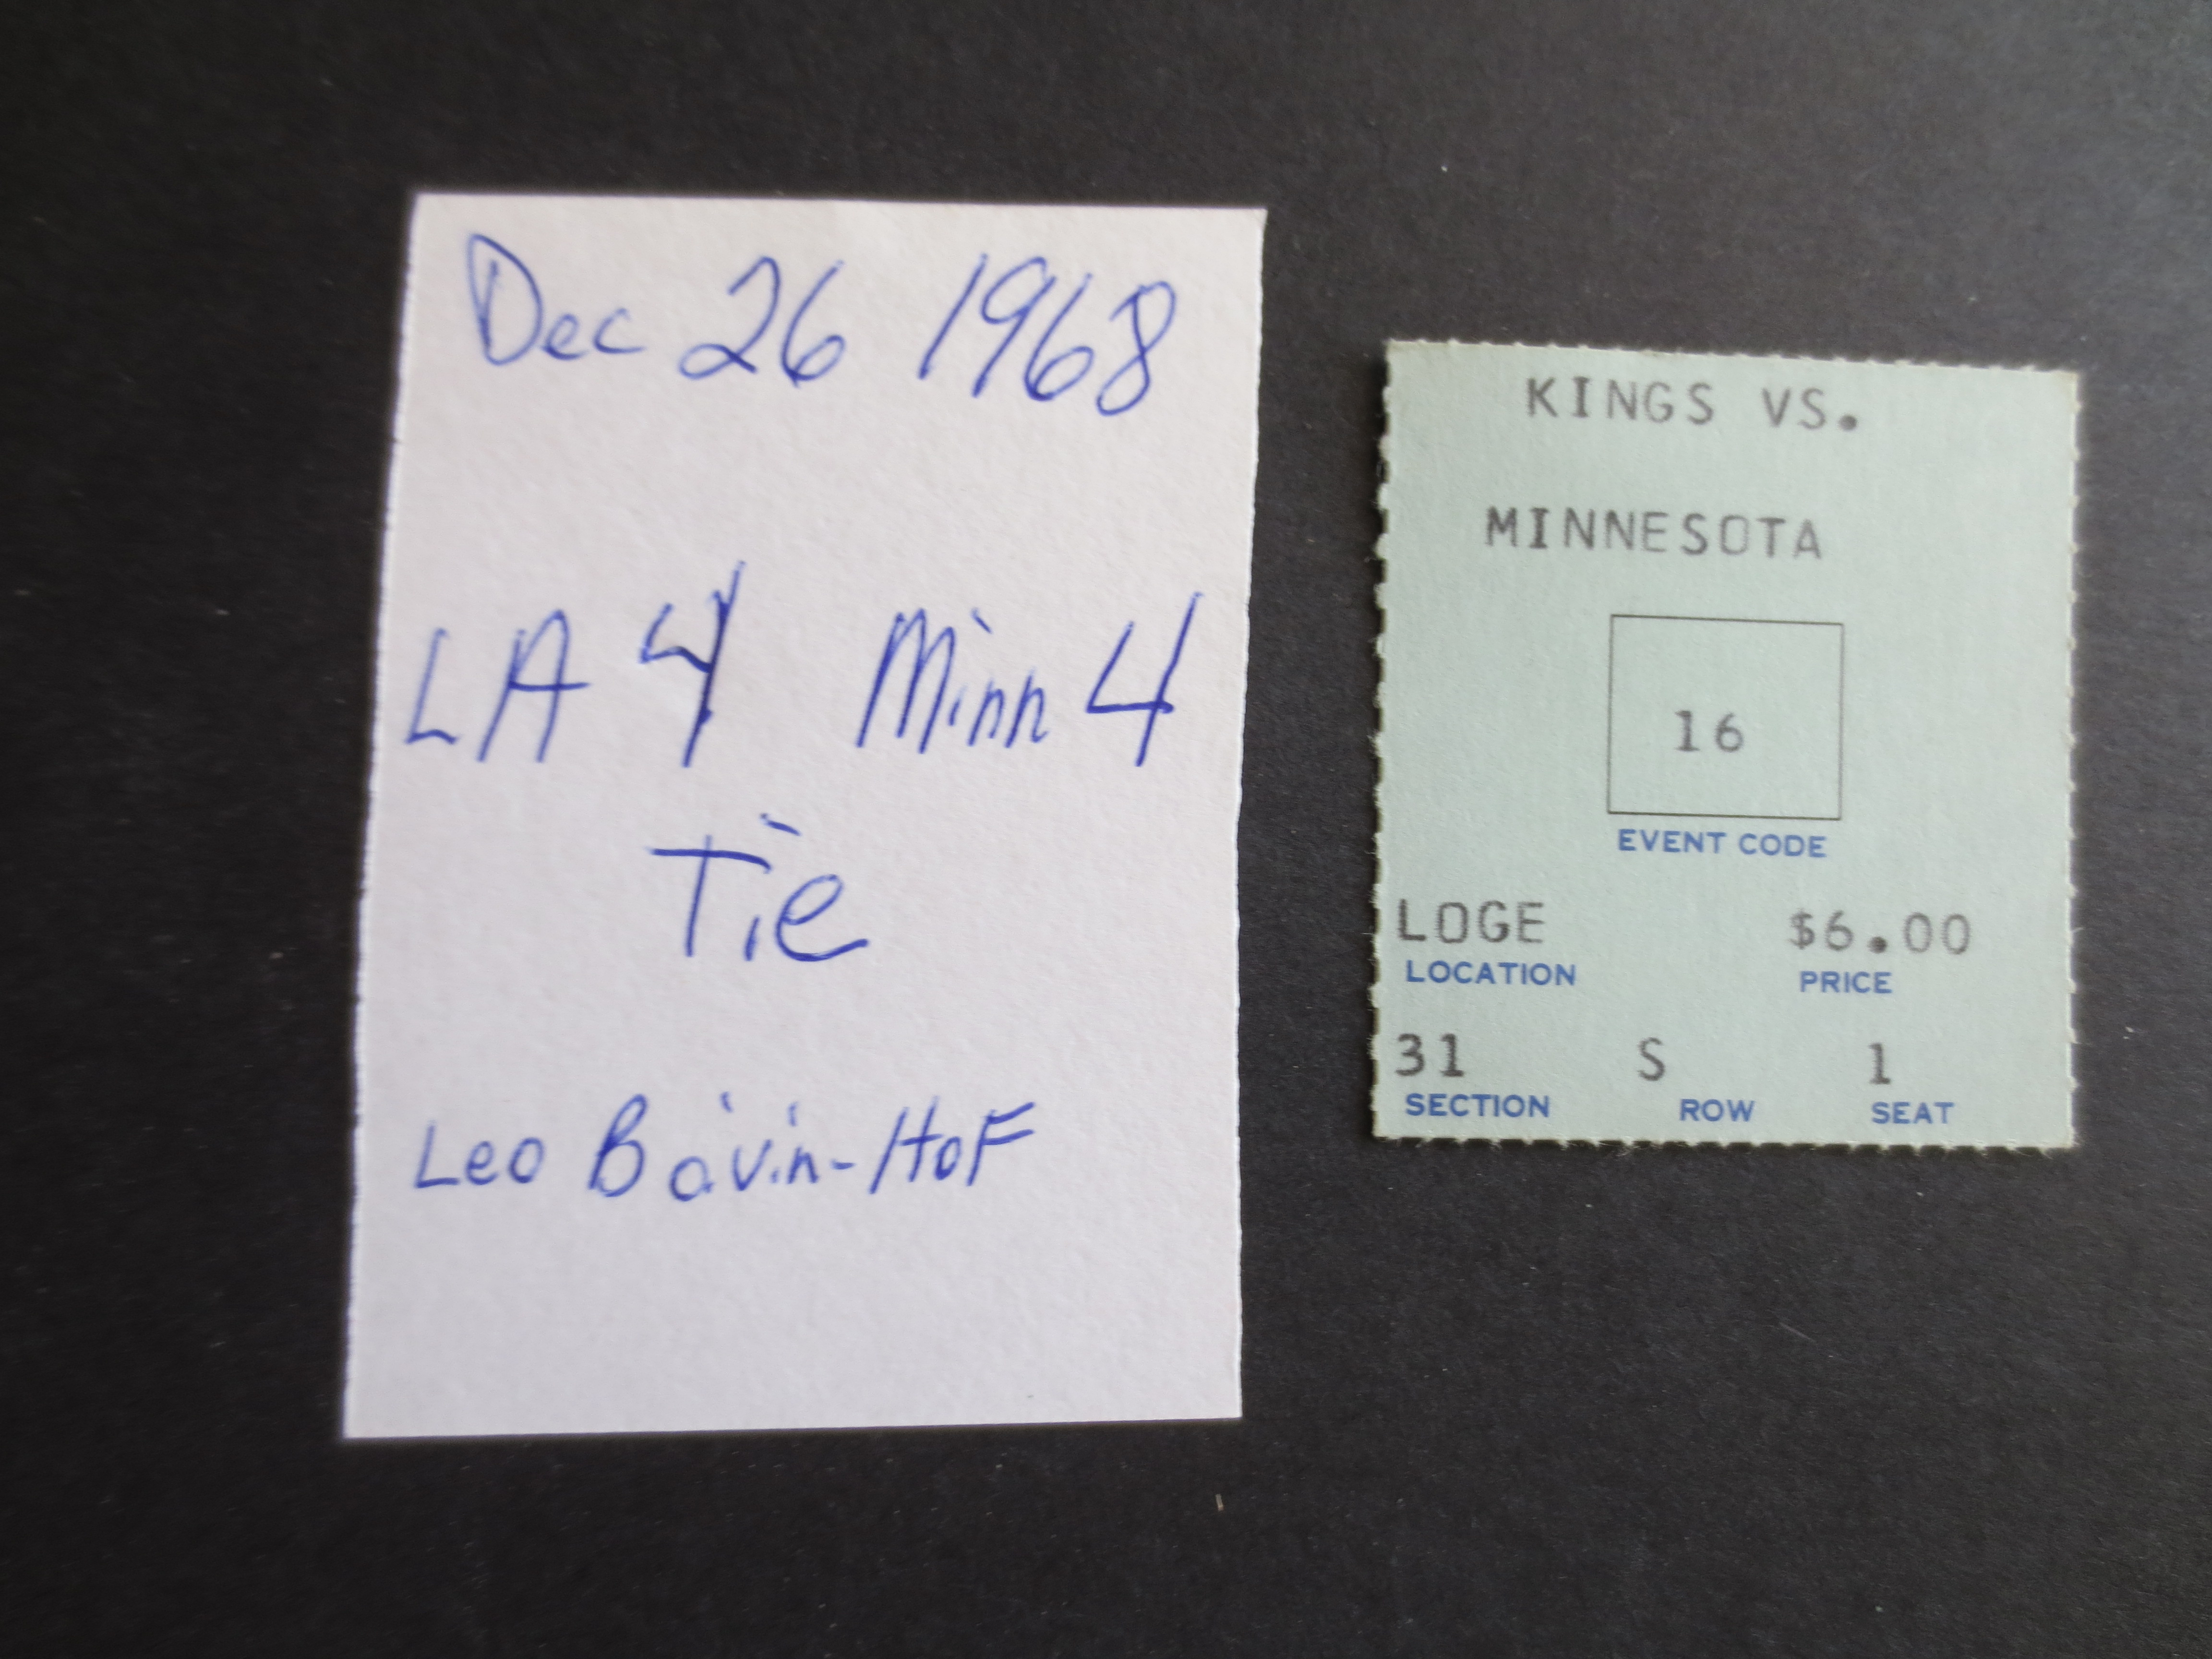 Dec 26 1968
LA 4 Minn 4
Tie
Leo Boivin-HoF
KINGS VS.
MINNESOTA
16
EVENT CODE
LOGE $6.00
LOCATION PRICE
31 S 1
SECTION ROW SEAT